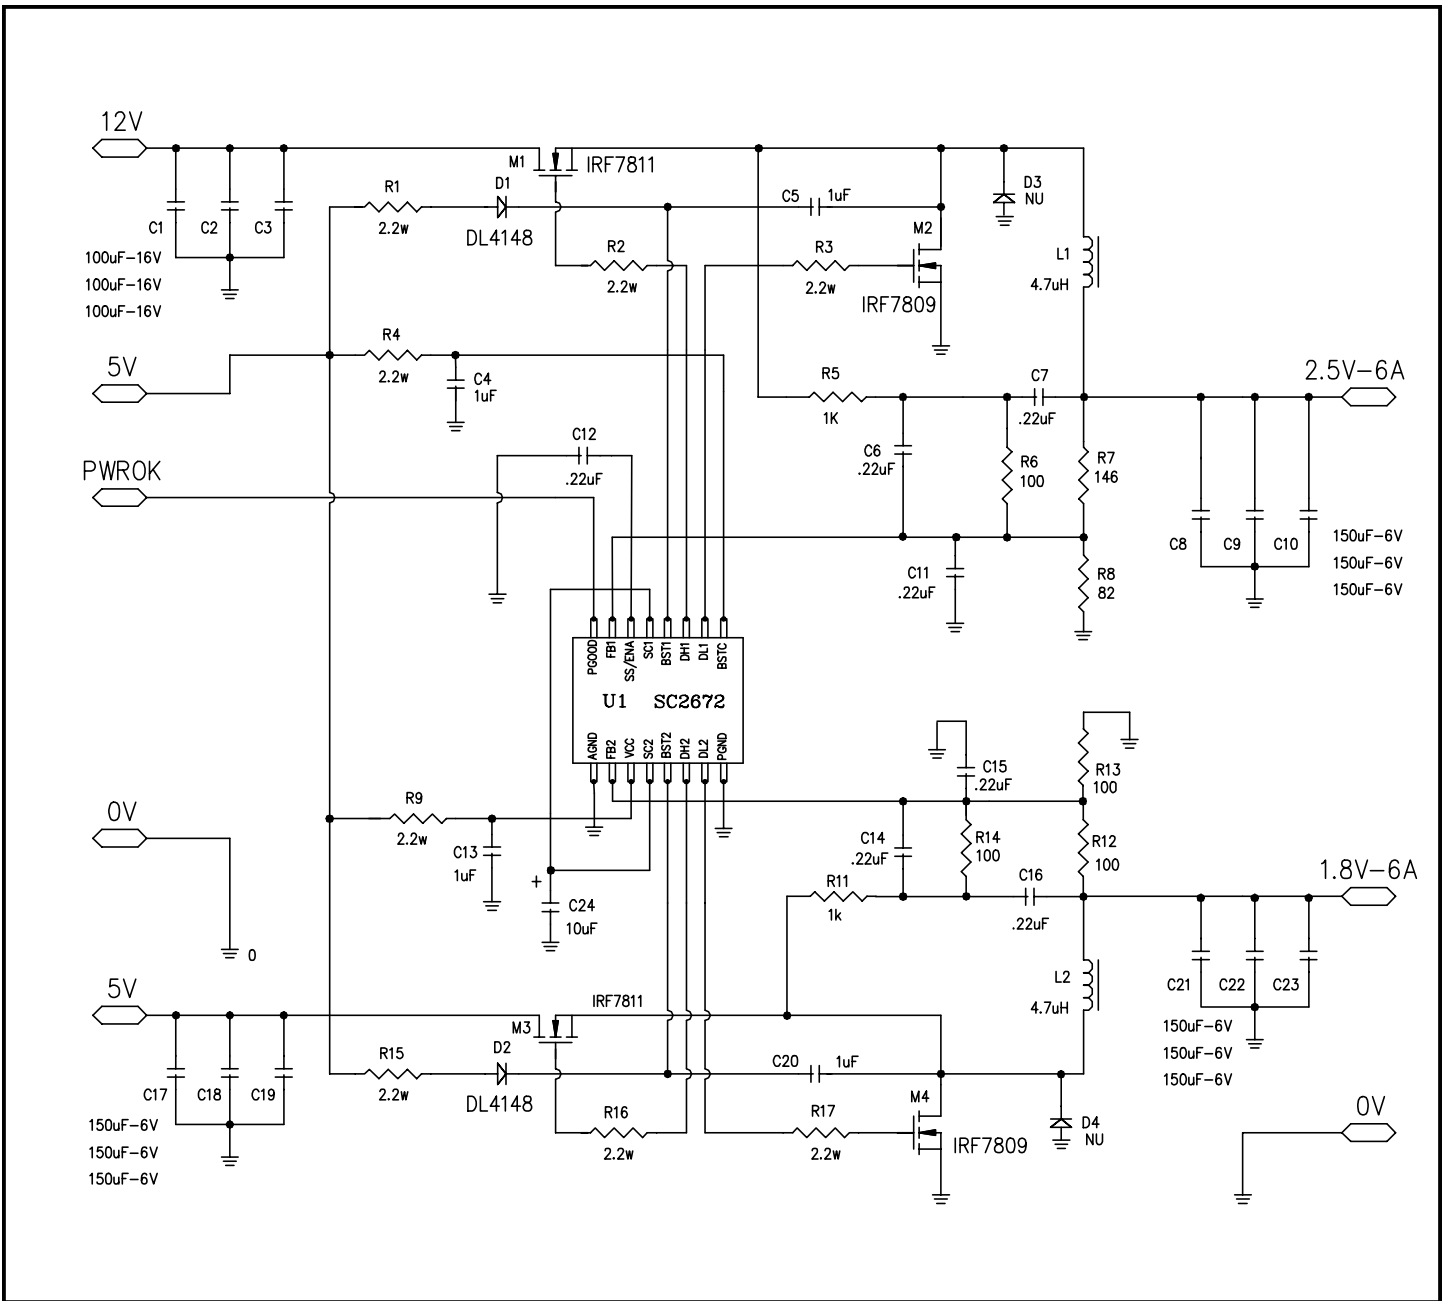 12V
M1
IRF7811
R1
2.2w
D1
DL4148
C5
1uF
D3
NU
C1
C2
C3
100uF-16V
100uF-16V
100uF-16V
R2
2.2w
R3
2.2w
M2
IRF7809
L1
4.7uH
5V
R4
2.2w
C4
1uF
R5
1K
C7
.22uF
2.5V-6A
C12
.22uF
C6
.22uF
R6
100
R7
146
PWROK
C8
C9
C10
150uF-6V
150uF-6V
150uF-6V
C11
.22uF
R8
82
PGOOD
FB1
SS/ENA
SC1
BST1
DH1
DL1
BSTC
U1
SC2672
AGND
FB2
VCC
SC2
BST2
DH2
DL2
PGND
C15
.22uF
R13
100
0V
R9
2.2w
C13
1uF
C14
.22uF
R14
100
R12
100
R11
1k
C16
.22uF
1.8V-6A
+
C24
10uF
0
5V
M3
IRF7811
L2
4.7uH
C21
C22
C23
150uF-6V
150uF-6V
150uF-6V
R15
2.2w
D2
DL4148
C20
1uF
C17
C18
C19
150uF-6V
150uF-6V
150uF-6V
R16
2.2w
R17
2.2w
M4
IRF7809
D4
NU
0V